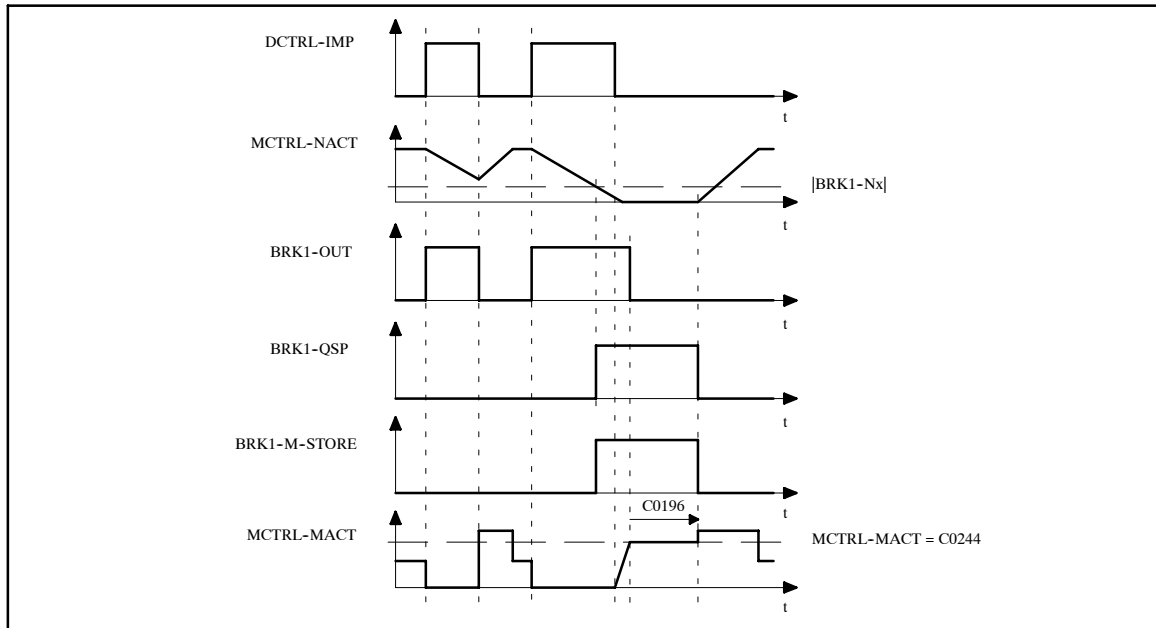 DCTRL-IMP
t
MCTRL-NACT
|BRK1-Nx|
t
BRK1-OUT
t
BRK1-QSP
t
BRK1-M-STORE
t
C0196
MCTRL-MACT
MCTRL-MACT = C0244
t